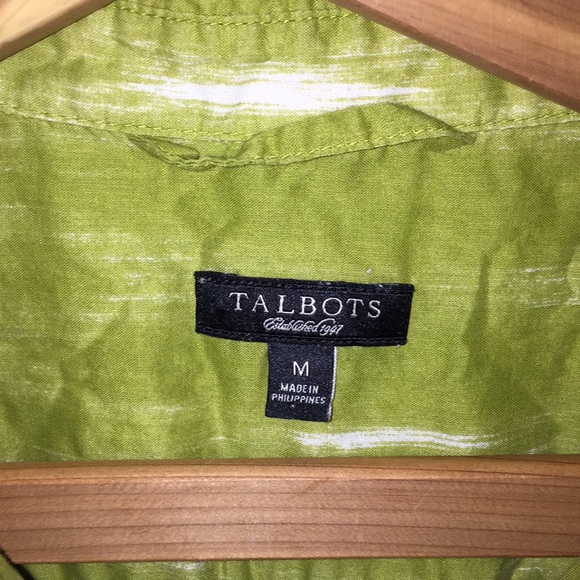 TALBOTS
Established 1947
M
MADE IN
PHILIPPINES